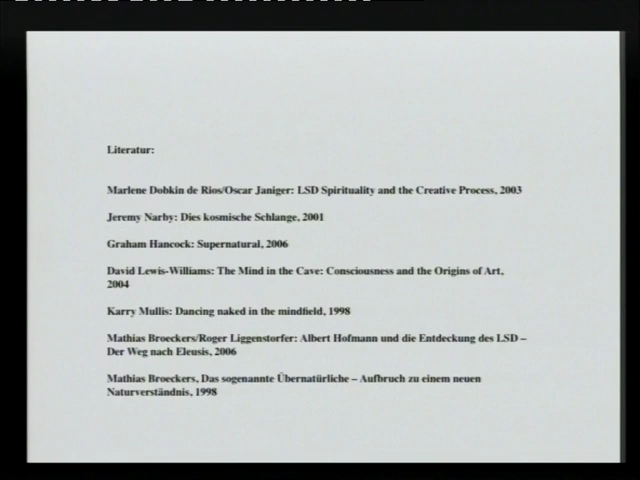 Literatur:
Marlene Dobkin de Rios/Oscar Janiger: LSD Spirituality and the Creative Process, 2003
Jeremy Narby: Dies kosmische Schlange, 2001
Graham Hancock: Supernatural, 2006
David Lewis-Williams: The Mind in the Cave: Consciousness and the Origins of Art,
2004
Karry Mullis: Dancing naked in the mindfield, 1998
Mathias Broeckers/Roger Liggenstorfer: Albert Hofmann und die Entdeckung des LSD –
Der Weg nach Eleusis, 2006
Mathias Broeckers, Das sogenannte Übernatürliche – Aufbruch zu einem neuen
Naturverständnis, 1998